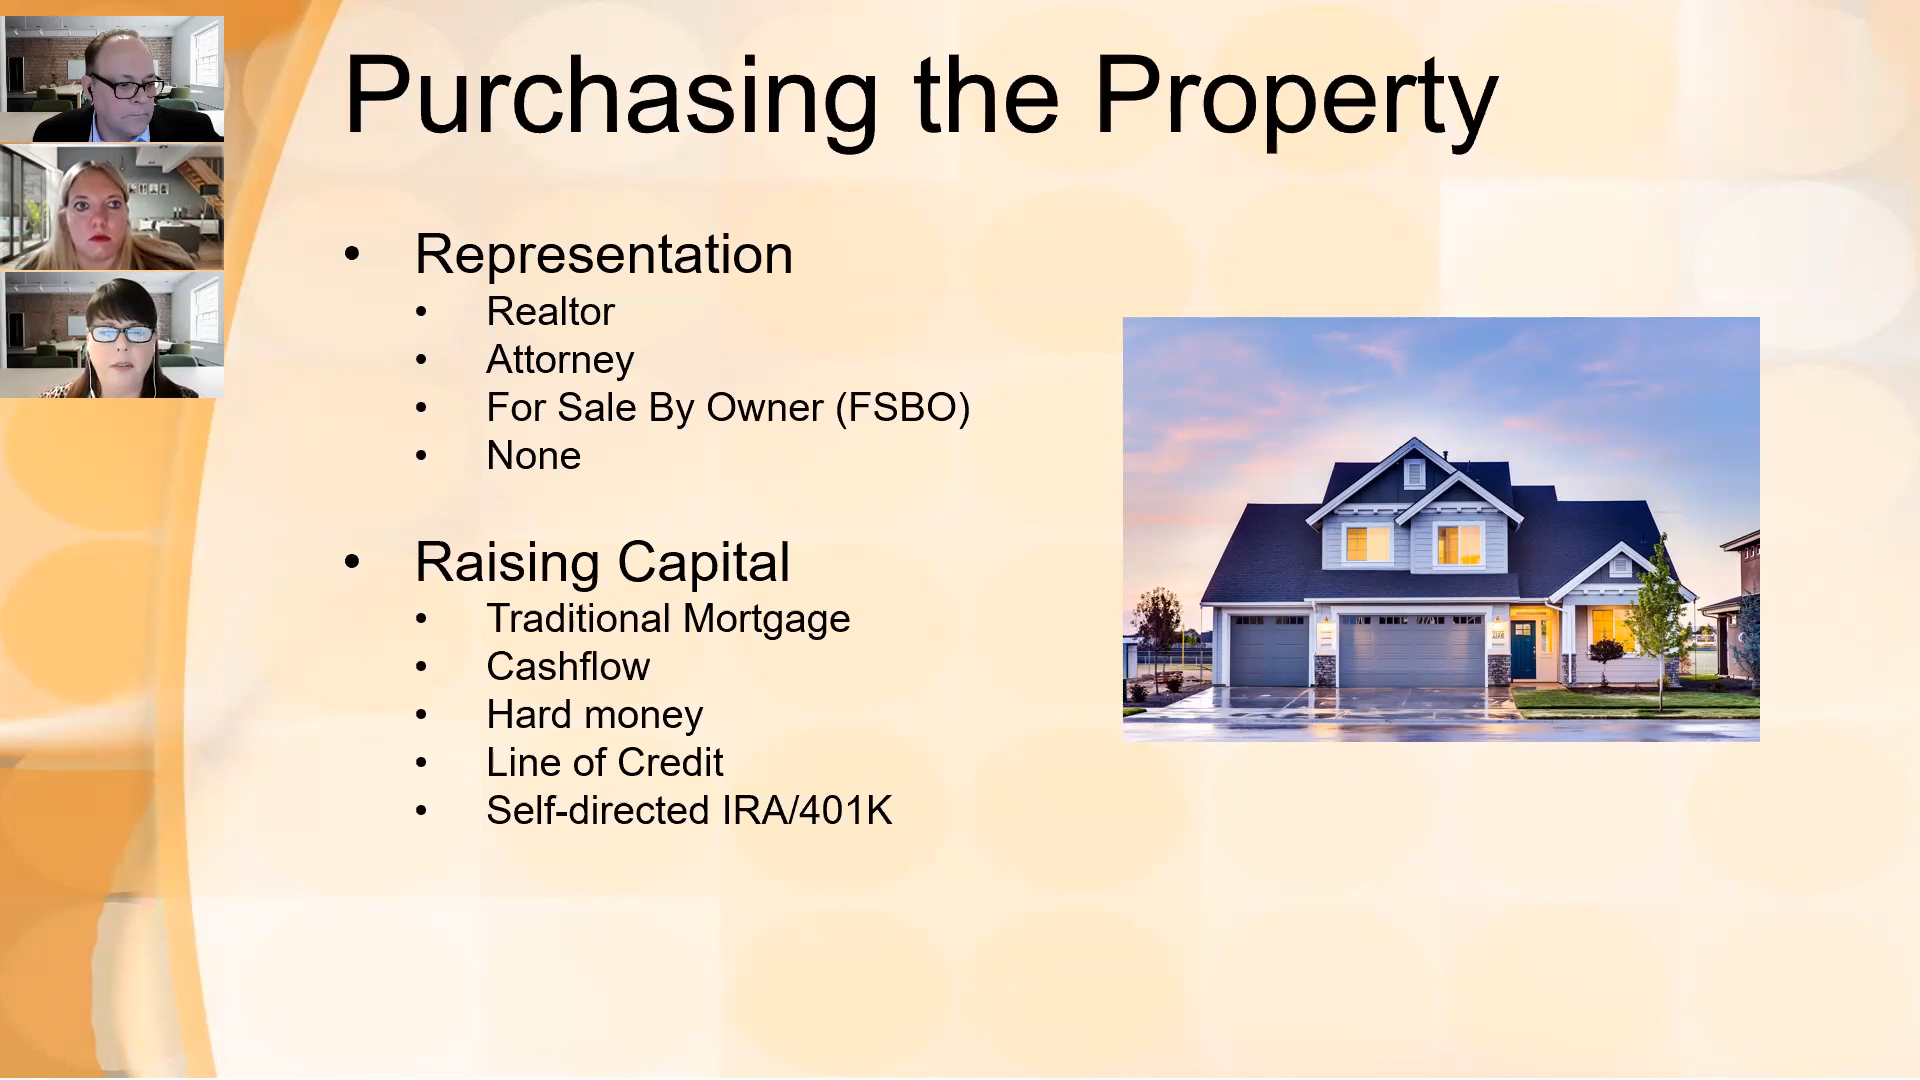 Purchasing the Property
• Representation
• Realtor
• Attorney
• For Sale By Owner (FSBO)
• None
• Raising Capital
• Traditional Mortgage
• Cashflow
• Hard money
• Line of Credit
• Self-directed IRA/401K